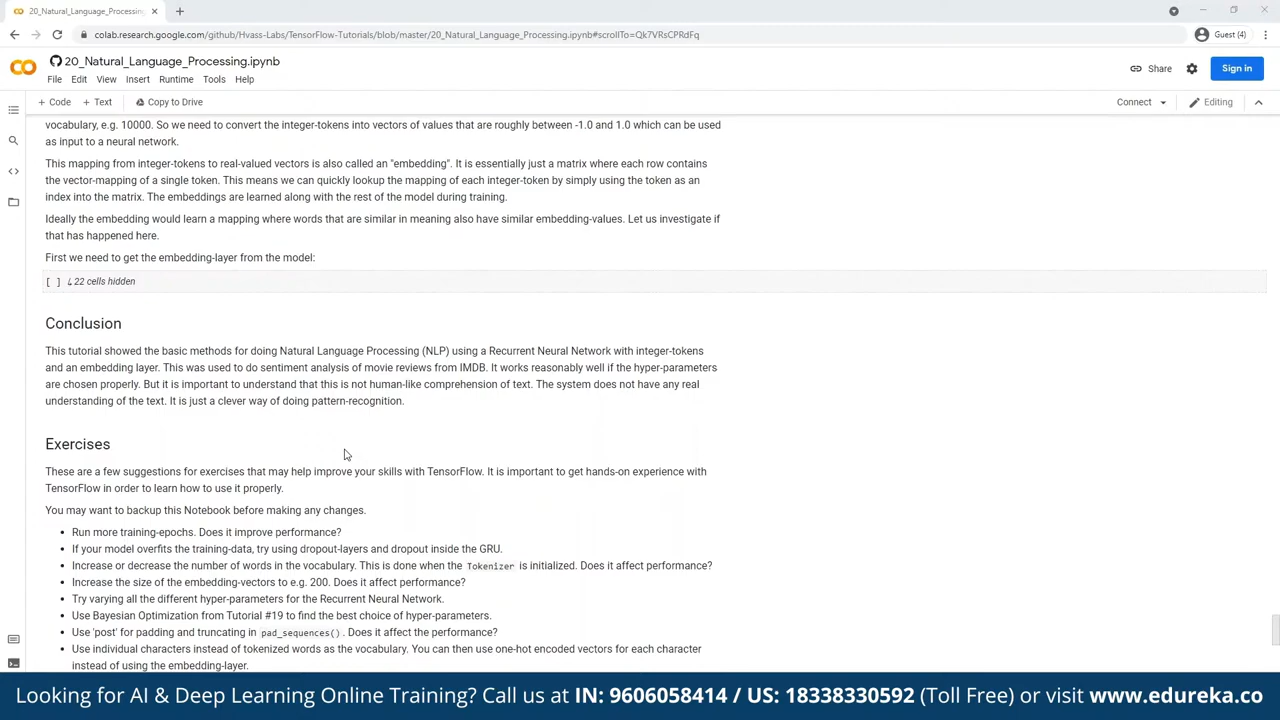 20_Natural_Language_Processing
colab.research.google.com/github/Hvass-Labs/TensorFlow-Tutorials/blob/master/20_Natural_Language_Processing.ipynb#scrollTo=Qk7VRsCPRdFq
Guest (4)
20_Natural_Language_Processing.ipynb
File Edit View Insert Runtime Tools Help
Share
Sign in
+ Code + Text Copy to Drive
Connect
Editing
vocabulary, e.g. 10000. So we need to convert the integer-tokens into vectors of values that are roughly between -1.0 and 1.0 which can be used
as input to a neural network.
This mapping from integer-tokens to real-valued vectors is also called an "embedding". It is essentially just a matrix where each row contains
the vector-mapping of a single token. This means we can quickly lookup the mapping of each integer-token by simply using the token as an
index into the matrix. The embeddings are learned along with the rest of the model during training.
Ideally the embedding would learn a mapping where words that are similar in meaning also have similar embedding-values. Let us investigate if
that has happened here.
First we need to get the embedding-layer from the model:
[ ] ↳ 22 cells hidden
Conclusion
This tutorial showed the basic methods for doing Natural Language Processing (NLP) using a Recurrent Neural Network with integer-tokens
and an embedding layer. This was used to do sentiment analysis of movie reviews from IMDB. It works reasonably well if the hyper-parameters
are chosen properly. But it is important to understand that this is not human-like comprehension of text. The system does not have any real
understanding of the text. It is just a clever way of doing pattern-recognition.
Exercises
These are a few suggestions for exercises that may help improve your skills with TensorFlow. It is important to get hands-on experience with
TensorFlow in order to learn how to use it properly.
You may want to backup this Notebook before making any changes.
• Run more training-epochs. Does it improve performance?
• If your model overfits the training-data, try using dropout-layers and dropout inside the GRU.
• Increase or decrease the number of words in the vocabulary. This is done when the Tokenizer is initialized. Does it affect performance?
• Increase the size of the embedding-vectors to e.g. 200. Does it affect performance?
• Try varying all the different hyper-parameters for the Recurrent Neural Network.
• Use Bayesian Optimization from Tutorial #19 to find the best choice of hyper-parameters.
• Use 'post' for padding and truncating in pad_sequences(). Does it affect the performance?
• Use individual characters instead of tokenized words as the vocabulary. You can then use one-hot encoded vectors for each character
instead of using the embedding-layer.
Looking for AI & Deep Learning Online Training? Call us at IN: 9606058414 / US: 18338330592 (Toll Free) or visit www.edureka.co